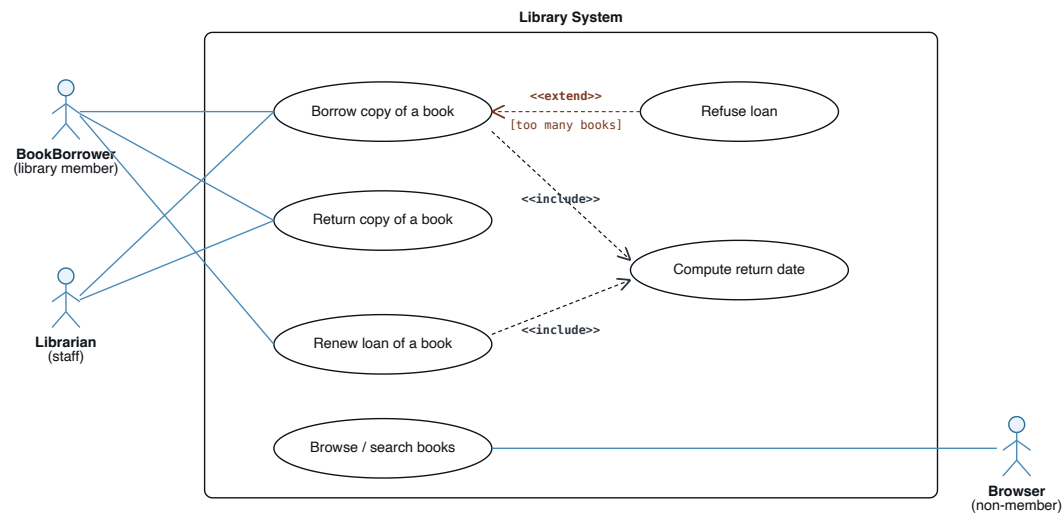 Library System
Borrow copy of a book
<<extend>>
[too many books]
Refuse loan
BookBorrower
(library member)
<<include>>
Return copy of a book
Compute return date
Librarian
(staff)
<<include>>
Renew loan of a book
Browse / search books
Browser
(non-member)